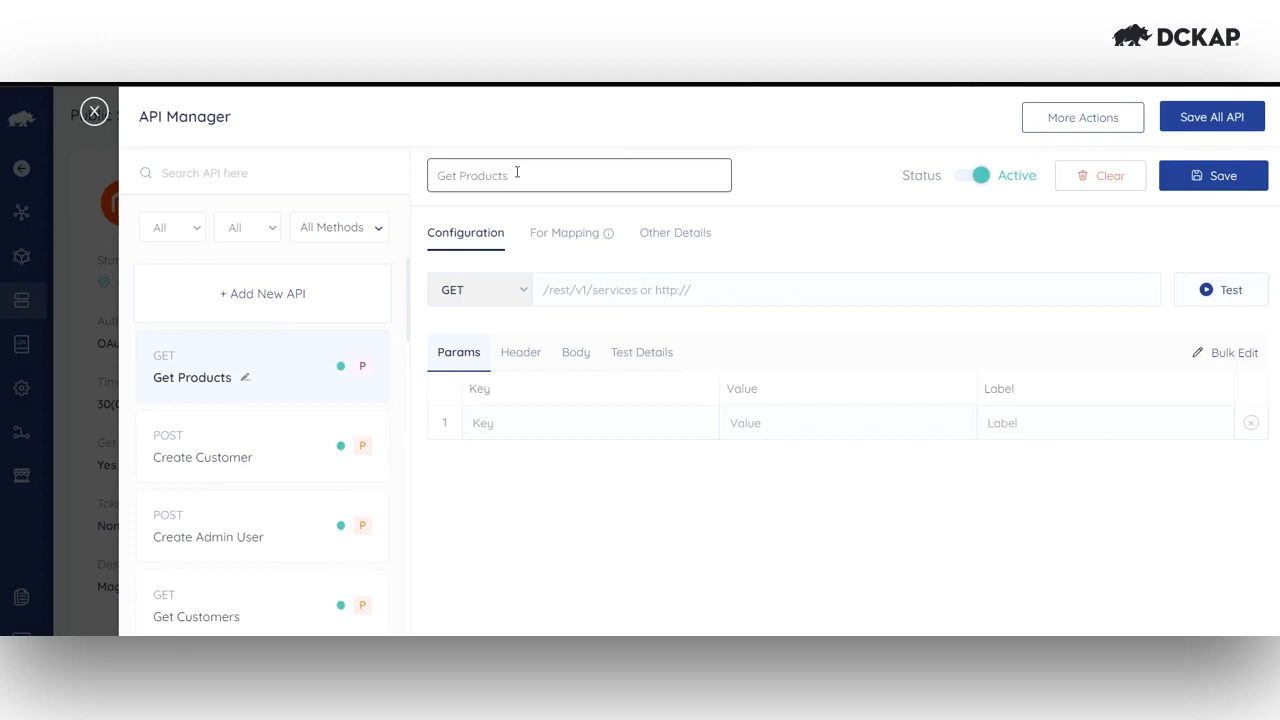 DCKAP
X
API Manager
More Actions
Save All API
Search API here
Get Products
Status
Active
Clear
Save
All
All
All Methods
Configuration
For Mapping
Other Details
+ Add New API
GET
/rest/v1/services or http://
Test
GET
Get Products
P
Params
Header
Body
Test Details
Bulk Edit
Key
Value
Label
1
Key
Value
Label
POST
Create Customer
P
POST
Create Admin User
P
GET
Get Customers
P
Yes